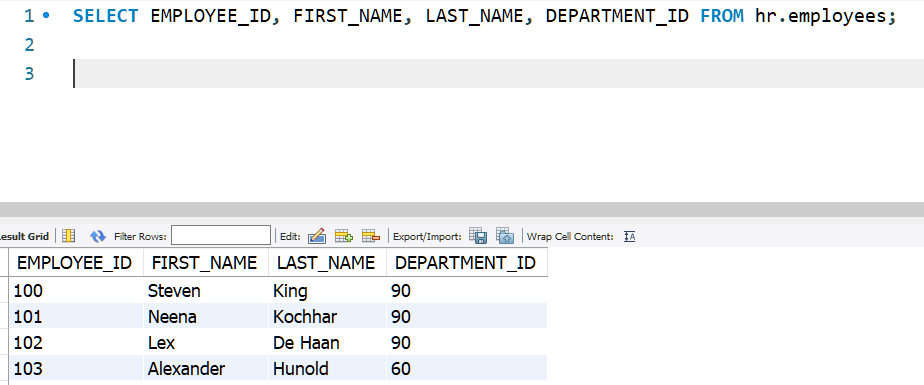 1 SELECT EMPLOYEE_ID, FIRST_NAME, LAST_NAME, DEPARTMENT_ID FROM hr.employees;
2
3
esult Grid Filter Rows: Edit: Export/Import: Wrap Cell Content: IA
EMPLOYEE_ID FIRST_NAME LAST_NAME DEPARTMENT_ID
100 Steven King 90
101 Neena Kochhar 90
102 Lex De Haan 90
103 Alexander Hunold 60